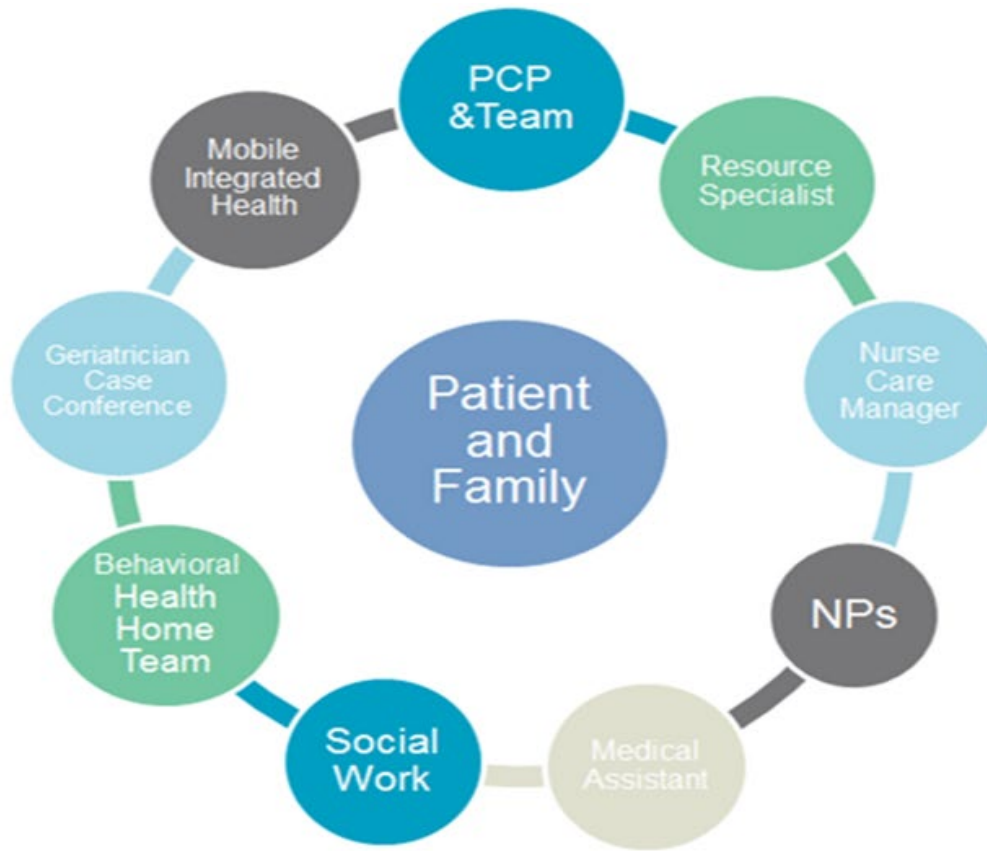 PCP
&Team
Resource
Specialist
Nurse
Care
Manager
NPs
Medical
Assistant
Social
Work
Behavioral
Health
Home
Team
Geriatrician
Case
Conference
Mobile
Integrated
Health
Patient
and
Family